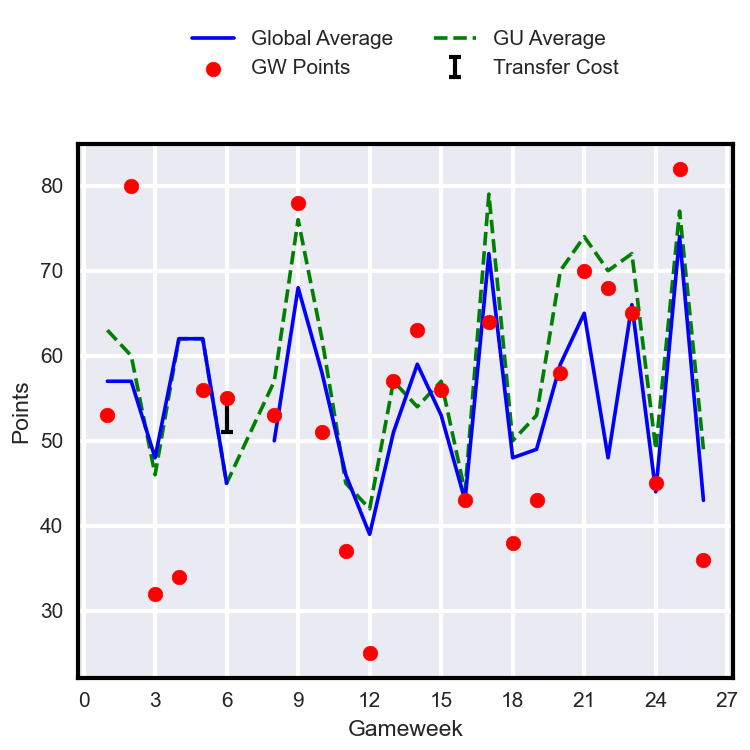 Global Average
GU Average
GW Points
Transfer Cost
80
70
60
50
40
30
Points
0 3 6 9 12 15 18 21 24 27
Gameweek